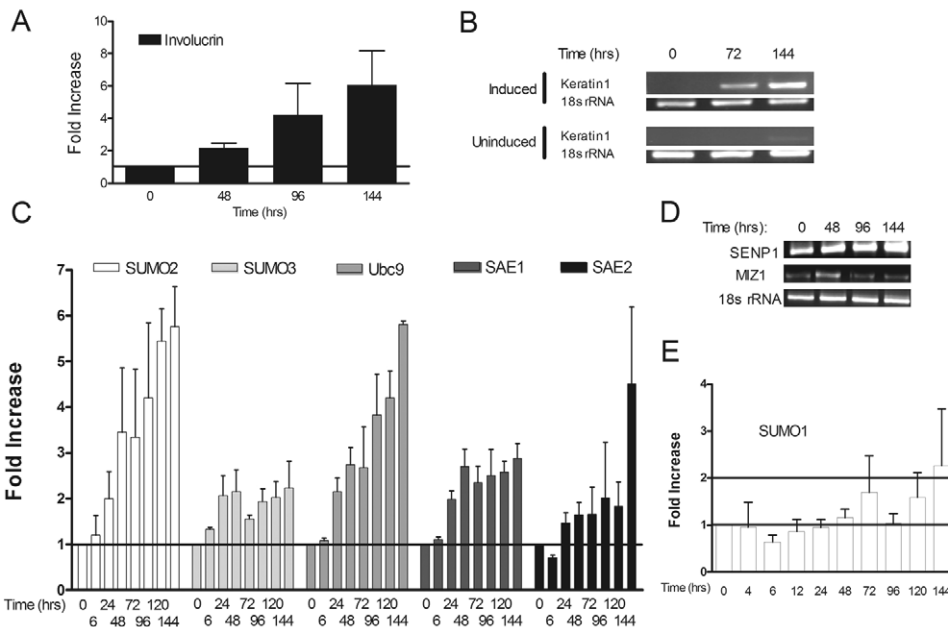 A
Fold Increase
10
8
6
4
2
0
Involucrin
0 48 96 144
Time (hrs)
B
Time (hrs) 0 72 144
Induced
Keratin1
18s rRNA
Uninduced
Keratin1
18s rRNA
C
Fold Increase
7
6
5
4
3
2
1
0
SUMO2 SUMO3 Ubc9 SAE1 SAE2
Time (hrs) 0 24 72 120 0 24 72 120 0 24 72 120 0 24 72 120 0 24 72 120
6 48 96 144 6 48 96 144 6 48 96 144 6 48 96 144 6 48 96 144
D
Time (hrs): 0 48 96 144
SENP1
MIZ1
18s rRNA
E
Fold Increase
4
3
2
1
0
SUMO1
Time (hrs) 0 4 6 12 24 48 72 96 120 144